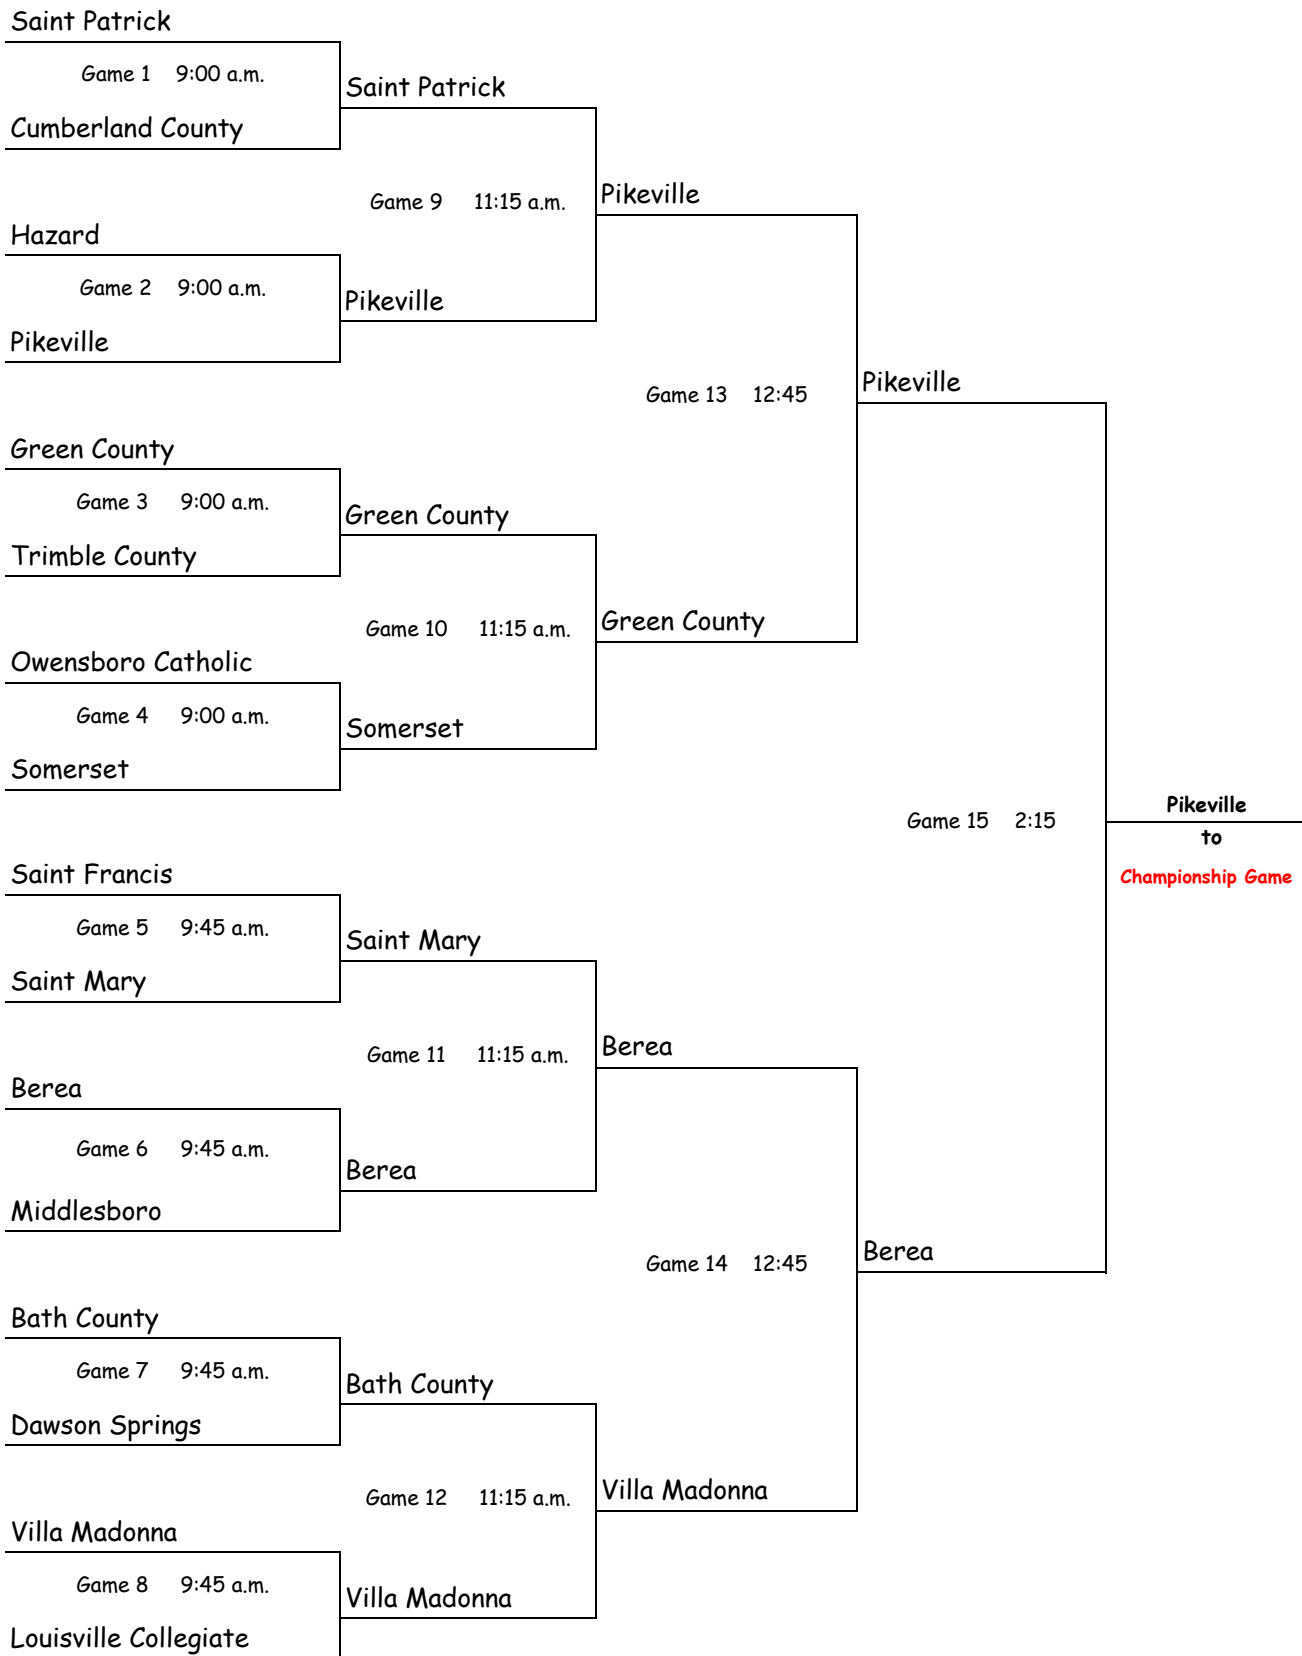 Saint Patrick
Game 1 9:00 a.m.
Saint Patrick
Cumberland County
Game 9 11:15 a.m.
Pikeville
Hazard
Game 2 9:00 a.m.
Pikeville
Pikeville
Game 13 12:45
Pikeville
Green County
Game 3 9:00 a.m.
Green County
Trimble County
Game 10 11:15 a.m.
Green County
Owensboro Catholic
Game 4 9:00 a.m.
Somerset
Somerset
Game 15 2:15
Pikeville
to
Championship Game
Saint Francis
Game 5 9:45 a.m.
Saint Mary
Saint Mary
Game 11 11:15 a.m.
Berea
Berea
Game 6 9:45 a.m.
Berea
Middlesboro
Game 14 12:45
Berea
Bath County
Game 7 9:45 a.m.
Bath County
Dawson Springs
Game 12 11:15 a.m.
Villa Madonna
Villa Madonna
Game 8 9:45 a.m.
Villa Madonna
Louisville Collegiate